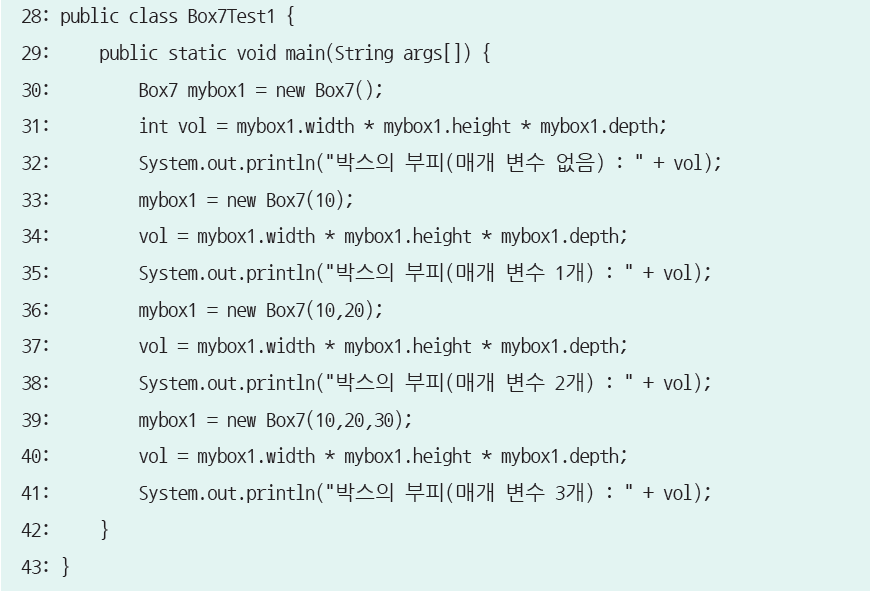 28: public class Box7Test1 {
29:     public static void main(String args[]) {
30:         Box7 mybox1 = new Box7();
31:         int vol = mybox1.width * mybox1.height * mybox1.depth;
32:         System.out.println("박스의 부피(매개 변수 없음) : " + vol);
33:         mybox1 = new Box7(10);
34:         vol = mybox1.width * mybox1.height * mybox1.depth;
35:         System.out.println("박스의 부피(매개 변수 1개) : " + vol);
36:         mybox1 = new Box7(10,20);
37:         vol = mybox1.width * mybox1.height * mybox1.depth;
38:         System.out.println("박스의 부피(매개 변수 2개) : " + vol);
39:         mybox1 = new Box7(10,20,30);
40:         vol = mybox1.width * mybox1.height * mybox1.depth;
41:         System.out.println("박스의 부피(매개 변수 3개) : " + vol);
42:     }
43: }